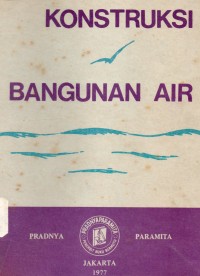 KONSTRUKSI
BANGUNAN AIR
PRADNYA PARAMITA
JAKARTA
1977